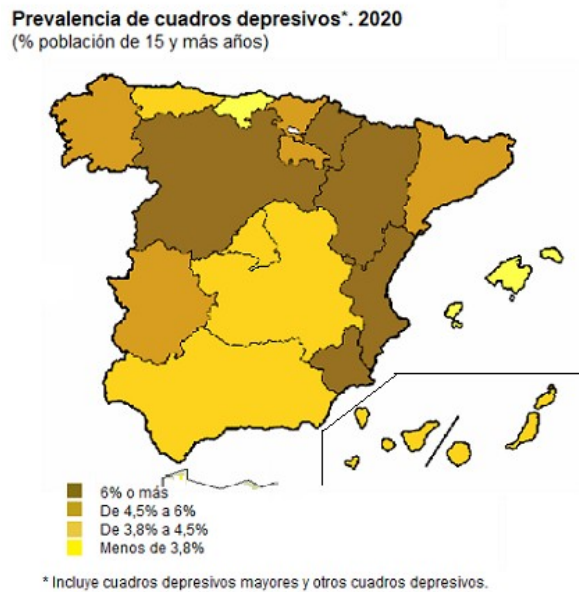 Prevalencia de cuadros depresivos*. 2020
(% población de 15 y más años)
6% o más
De 4,5% a 6%
De 3,8% a 4,5%
Menos de 3,8%
* Incluye cuadros depresivos mayores y otros cuadros depresivos.